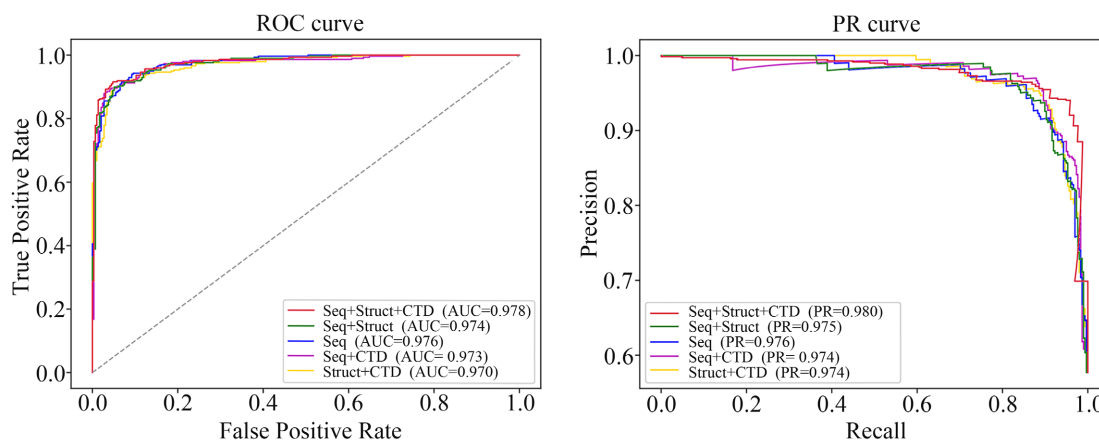 ROC curve
True Positive Rate
1.0
0.8
0.6
0.4
0.2
0.0
Seq+Struct+CTD (AUC=0.978)
Seq+Struct (AUC=0.974)
Seq (AUC=0.976)
Seq+CTD (AUC= 0.973)
Struct+CTD (AUC=0.970)
0.0 0.2 0.4 0.6 0.8 1.0
False Positive Rate
PR curve
Precision
1.0
0.9
0.8
0.7
0.6
Seq+Struct+CTD (PR=0.980)
Seq+Struct (PR=0.975)
Seq (PR=0.976)
Seq+CTD (PR= 0.974)
Struct+CTD (PR=0.974)
0.0 0.2 0.4 0.6 0.8 1.0
Recall